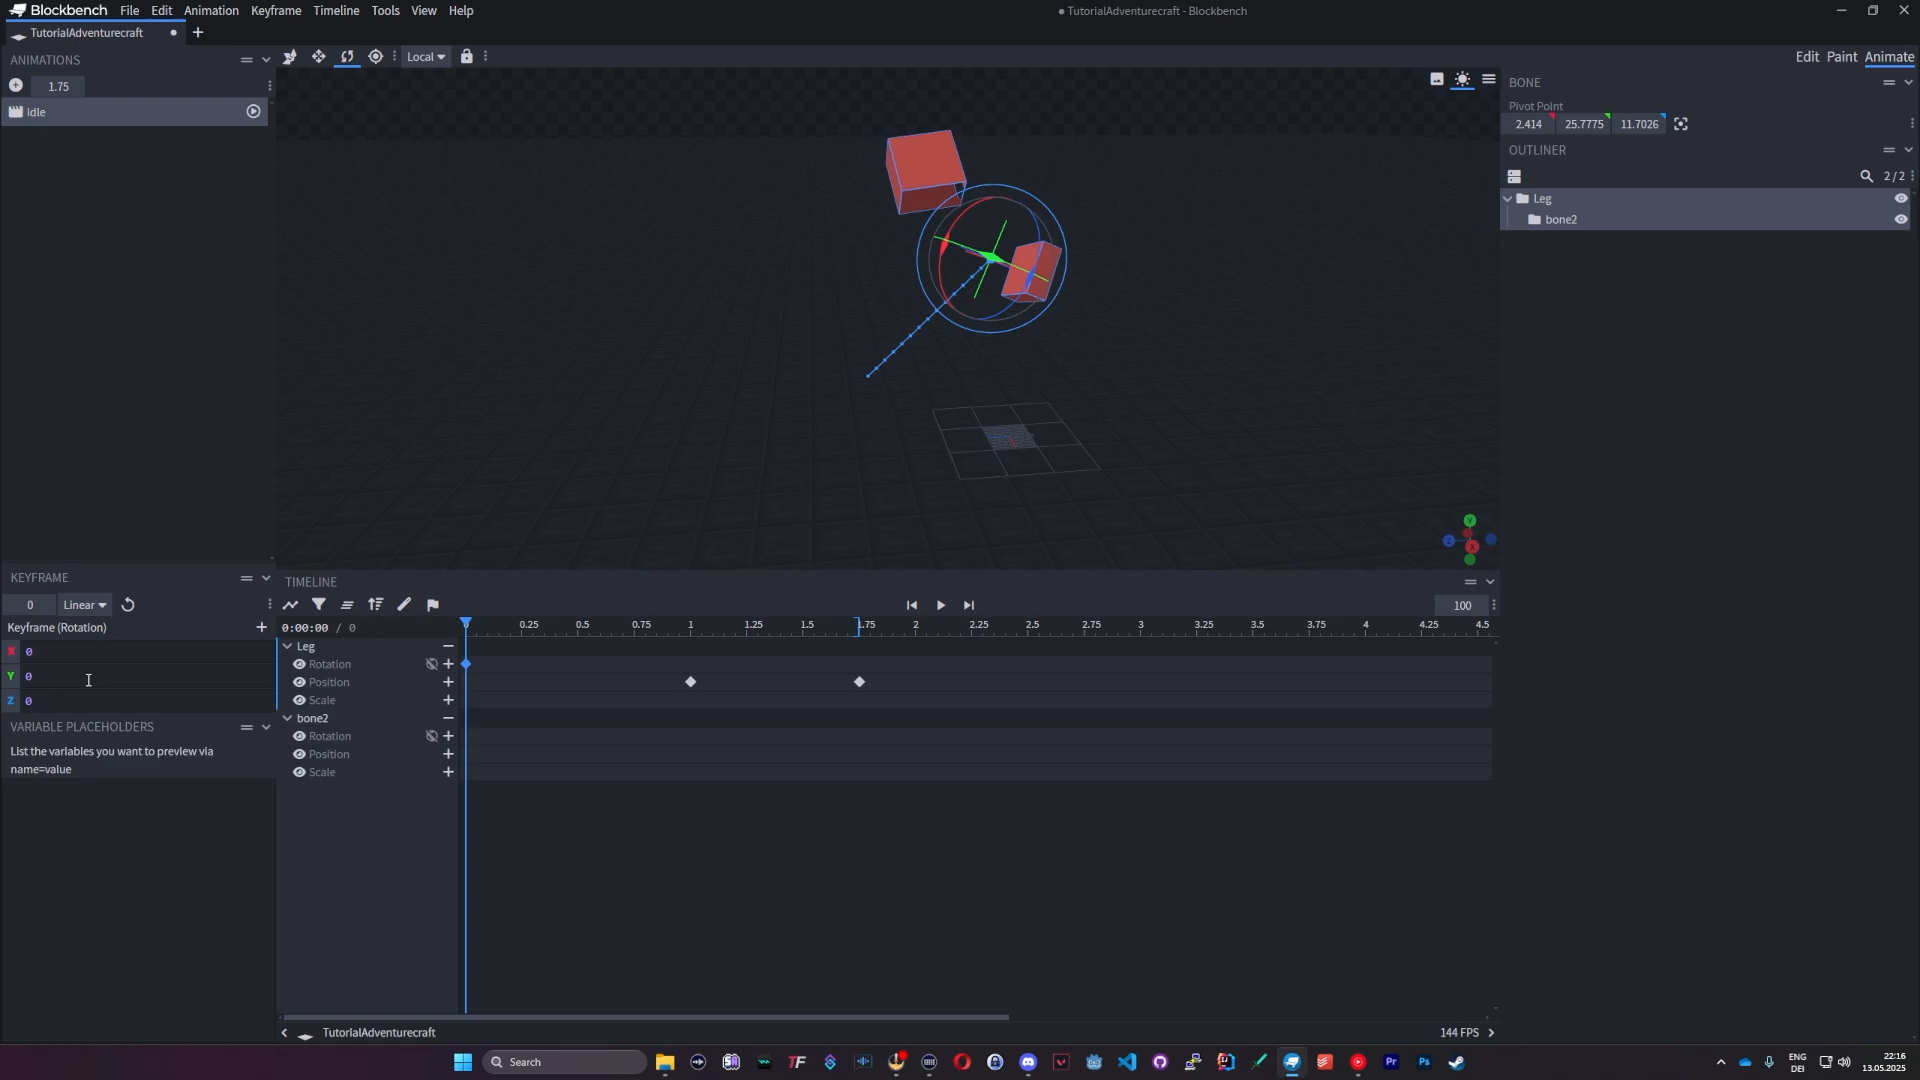 Blockbench File Edit Animation Keyframe Timeline Tools View Help
TutorialAdventurecraft - Blockbench
TutorialAdventurecraft
ANIMATIONS
Local
Edit Paint Animate
1.75
idle
BONE
Pivot Point
2.414 25.7775 11.7026
OUTLINER
2 / 2
Leg
bone2
KEYFRAME
0 Linear
Keyframe (Rotation)
X 0
Y 0
Z 0
VARIABLE PLACEHOLDERS
List the variables you want to preview via
name=value
TIMELINE
100
0:00:00 / 0
0.25 0.5 0.75 1 1.25 1.5 1.75 2 2.25 2.5 2.75 3 3.25 3.5 3.75 4 4.25 4.5
Leg
Rotation
Position
Scale
bone2
Rotation
Position
Scale
TutorialAdventurecraft
144 FPS
Search
ENG
DEI
22:16
13.05.2025